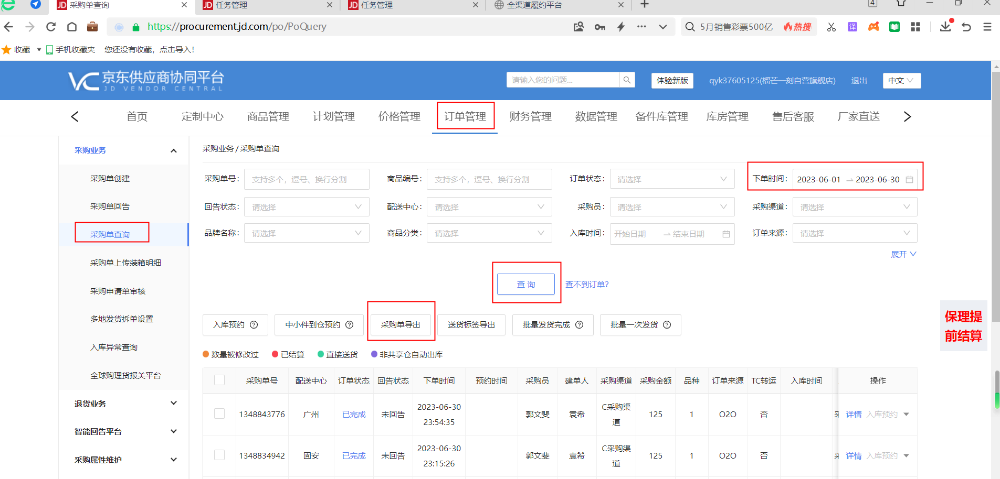 JD 采购单查询
JD 任务管理
JD 任务管理
全渠道履约平台
4
https://procurement.jd.com/po/PoQuery
5月销售彩票500亿
热搜
译
收藏
手机收藏夹
您还没有收藏，点击导入！
VC 京东供应商协同平台
JD VENDOR CENTRAL
请输入您的问题...
体验新版
qyk37605125(榴芒一刻自营旗舰店)
退出
中文
首页
定制中心
商品管理
计划管理
价格管理
订单管理
财务管理
数据管理
备件库管理
库房管理
售后客服
厂家直送
采购业务
采购单创建
采购单回告
采购单查询
采购单上传装箱明细
采购申请单审核
多地发货拆单设置
入库异常查询
全球购理货报关平台
退货业务
智能回告平台
采购属性维护
采购业务 / 采购单查询
采购单号： 支持多个，逗号、换行分割
商品编号： 支持多个，逗号、换行分割
订单状态： 请选择
下单时间： 2023-06-01 → 2023-06-30
回告状态： 请选择
配送中心： 请选择
采购员： 请选择
采购渠道： 请选择
品牌名称： 请选择
商品分类： 请选择
入库时间： 开始日期 → 结束日期
订单来源： 请选择
展开
查 询
查不到订单?
入库预约
中小件到仓预约
采购单导出
送货标签导出
批量发货完成
批量一次发货
保理提
前结算
数量被修改过
已结算
直接送货
非共享仓自动出库
采购单号 配送中心 订单状态 回告状态 下单时间 预约时间 采购员 建单人 采购渠道 采购金额 品种 订单来源 TC转运 入库时间 操作
1348843776 广州 已完成 未回告 2023-06-30 23:54:35 郭文斐 袁希 C采购渠道 125 1 O2O 否 采 详情 入库预约
1348834942 固安 已完成 未回告 2023-06-30 23:15:26 郭文斐 袁希 C采购渠道 125 1 O2O 否 采 详情 入库预约